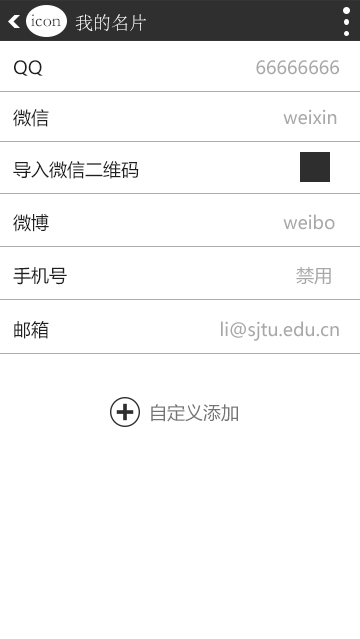 icon 我的名片
QQ 66666666
微信 weixin
导入微信二维码
微博 weibo
手机号 禁用
邮箱 li@sjtu.edu.cn
自定义添加